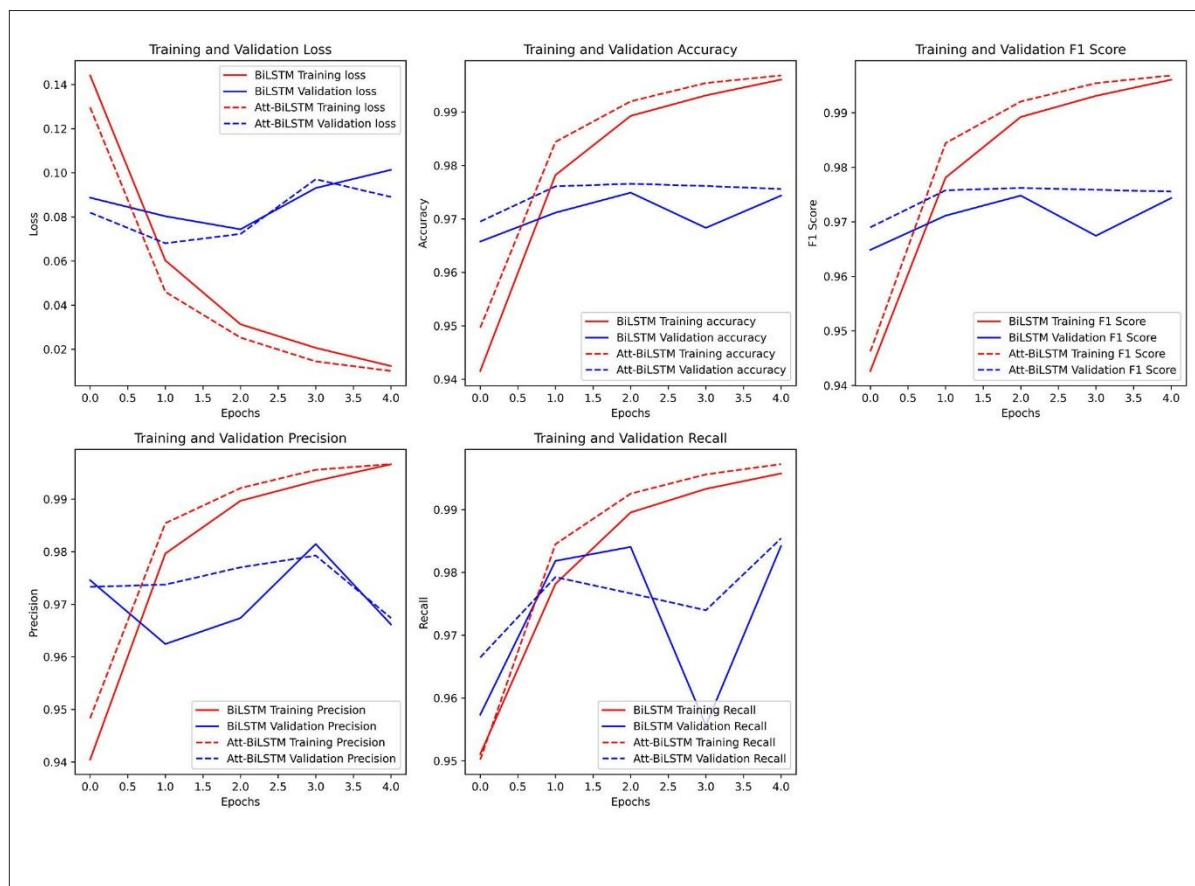 Training and Validation Loss
0.14
0.12
0.10
0.08
0.06
0.04
0.02
Loss
BiLSTM Training loss
BiLSTM Validation loss
Att-BiLSTM Training loss
Att-BiLSTM Validation loss
0.0 0.5 1.0 1.5 2.0 2.5 3.0 3.5 4.0
Epochs
Training and Validation Accuracy
0.99
0.98
0.97
0.96
0.95
0.94
Accuracy
BiLSTM Training accuracy
BiLSTM Validation accuracy
Att-BiLSTM Training accuracy
Att-BiLSTM Validation accuracy
0.0 0.5 1.0 1.5 2.0 2.5 3.0 3.5 4.0
Epochs
Training and Validation F1 Score
0.99
0.98
0.97
0.96
0.95
0.94
F1 Score
BiLSTM Training F1 Score
BiLSTM Validation F1 Score
Att-BiLSTM Training F1 Score
Att-BiLSTM Validation F1 Score
0.0 0.5 1.0 1.5 2.0 2.5 3.0 3.5 4.0
Epochs
Training and Validation Precision
0.99
0.98
0.97
0.96
0.95
0.94
Precision
BiLSTM Training Precision
BiLSTM Validation Precision
Att-BiLSTM Training Precision
Att-BiLSTM Validation Precision
0.0 0.5 1.0 1.5 2.0 2.5 3.0 3.5 4.0
Epochs
Training and Validation Recall
0.99
0.98
0.97
0.96
0.95
Recall
BiLSTM Training Recall
BiLSTM Validation Recall
Att-BiLSTM Training Recall
Att-BiLSTM Validation Recall
0.0 0.5 1.0 1.5 2.0 2.5 3.0 3.5 4.0
Epochs